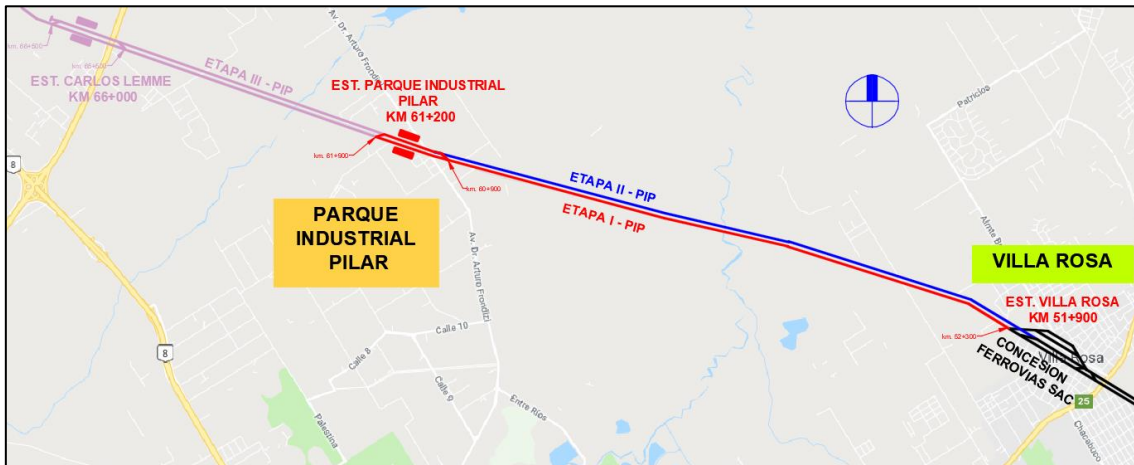 Av. Dr. Arturo Frondizi
EST. CARLOS LEMME
KM 66+000
ETAPA III - PIP
EST. PARQUE INDUSTRIAL
PILAR
KM 61+200
km. 61+900
km. 60+900
Patricios
8
ETAPA II - PIP
ETAPA I - PIP
PARQUE
INDUSTRIAL
PILAR
Av. Dr. Arturo Frondizi
VILLA ROSA
EST. VILLA ROSA
KM 51+900
km. 52+300
CONCESION
FERROVIAS SAC
Villa Rosa
25
Calle 10
Calle 8
8
Calle 9
Entre Ríos
Palestina
Chacabuco